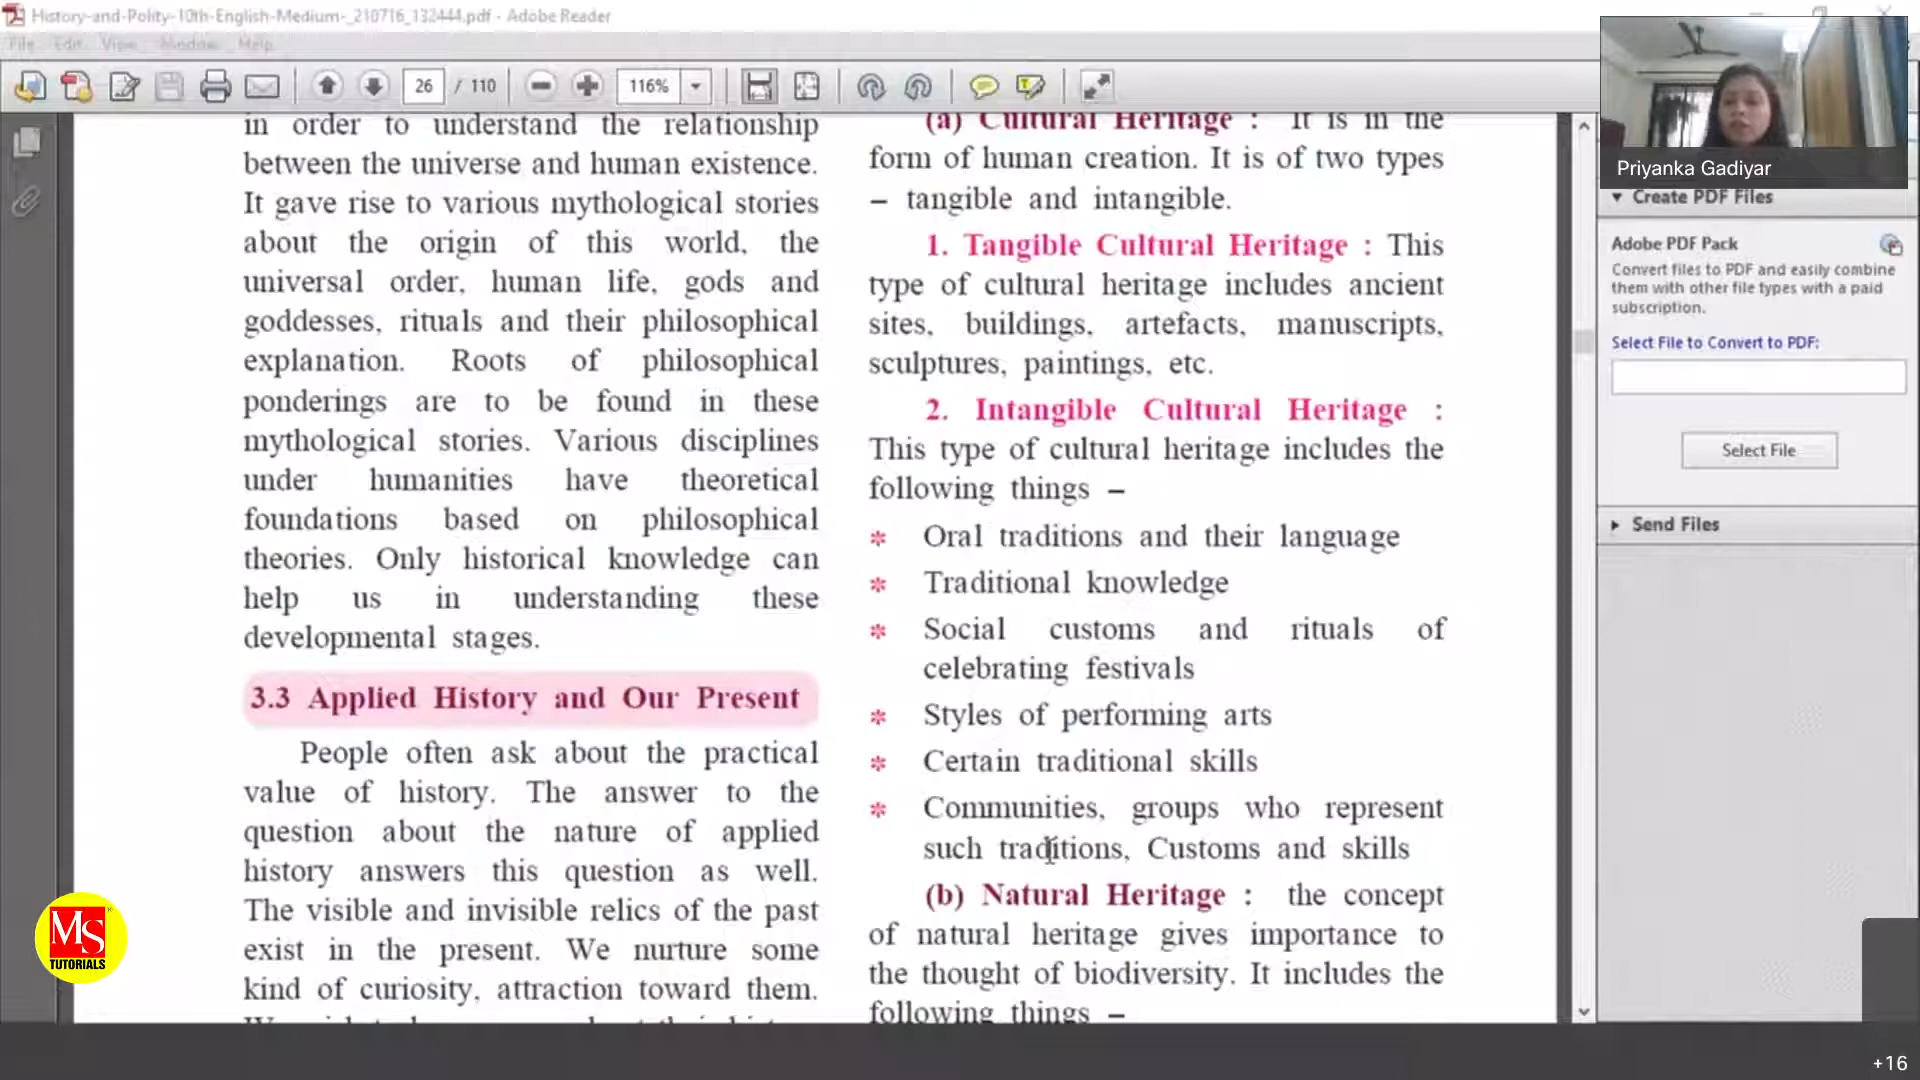 History-and-Polity-10th-English-Medium-_210716_132444.pdf - Adobe Reader
File Edit View Window Help
26 / 110 116%
in order to understand the relationship
between the universe and human existence.
It gave rise to various mythological stories
about the origin of this world, the
universal order, human life, gods and
goddesses, rituals and their philosophical
explanation. Roots of philosophical
ponderings are to be found in these
mythological stories. Various disciplines
under humanities have theoretical
foundations based on philosophical
theories. Only historical knowledge can
help us in understanding these
developmental stages.
3.3 Applied History and Our Present
People often ask about the practical
value of history. The answer to the
question about the nature of applied
history answers this question as well.
The visible and invisible relics of the past
exist in the present. We nurture some
kind of curiosity, attraction toward them.
(a) Cultural Heritage : It is in the
form of human creation. It is of two types
– tangible and intangible.
1. Tangible Cultural Heritage : This
type of cultural heritage includes ancient
sites, buildings, artefacts, manuscripts,
sculptures, paintings, etc.
2. Intangible Cultural Heritage :
This type of cultural heritage includes the
following things –
* Oral traditions and their language
* Traditional knowledge
* Social customs and rituals of
celebrating festivals
* Styles of performing arts
* Certain traditional skills
* Communities, groups who represent
such traditions, Customs and skills
(b) Natural Heritage : the concept
of natural heritage gives importance to
the thought of biodiversity. It includes the
following things –
Priyanka Gadiyar
Create PDF Files
Adobe PDF Pack
Convert files to PDF and easily combine
them with other file types with a paid
subscription.
Select File to Convert to PDF:
Select File
Send Files
MS
TUTORIALS
+16